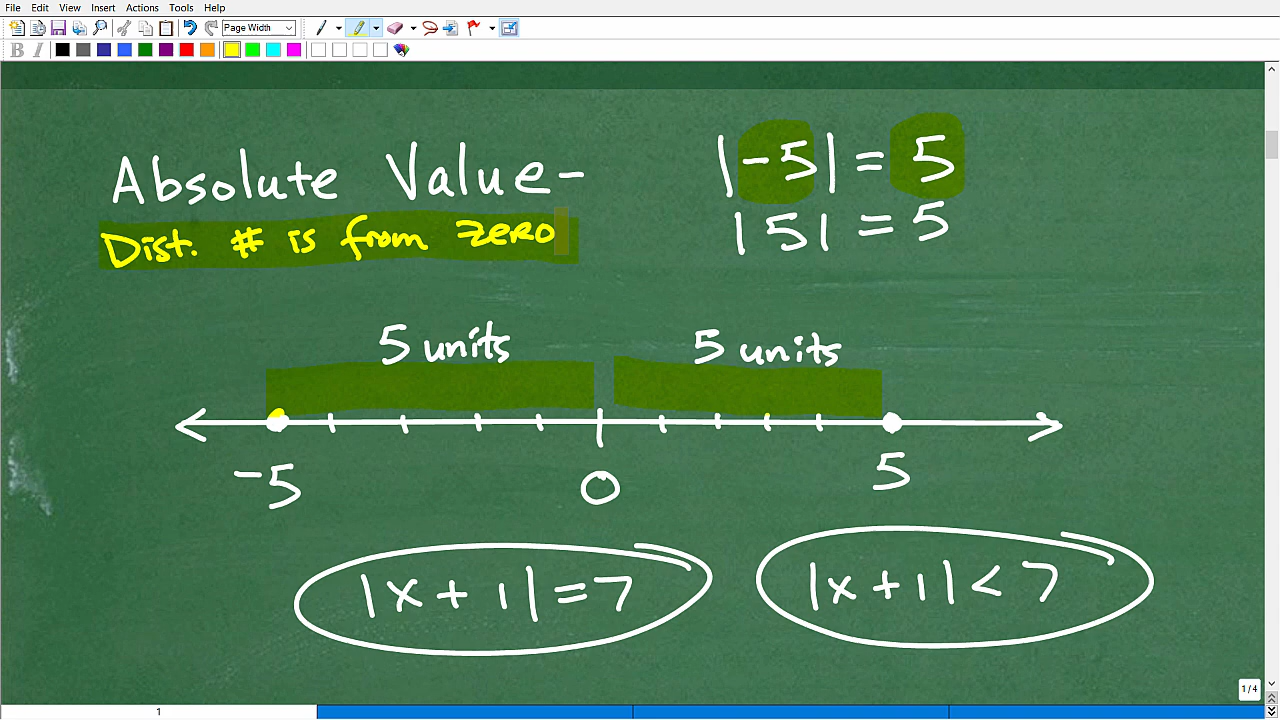 File Edit View Insert Actions Tools Help
Page Width
B I
Absolute Value-
Dist. # is from zero
|-5| = 5
|5| = 5
5 units 5 units
-5 0 5
|x + 1| = 7 |x + 1| < 7
1/4
1